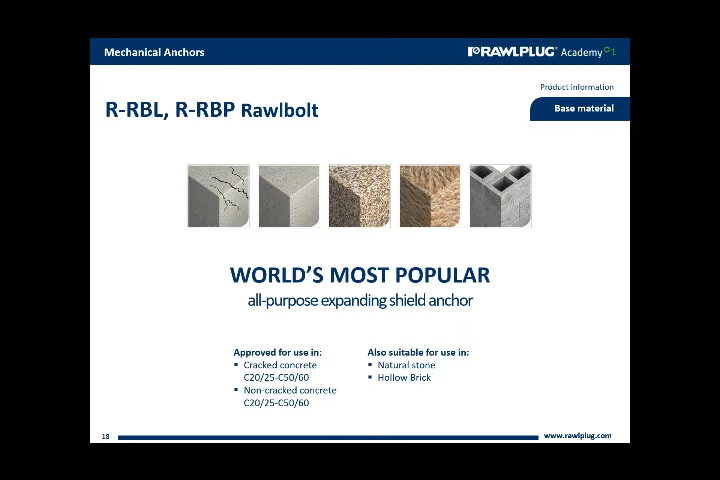 Mechanical Anchors
RAWLPLUG® Academy 1
Product information
R-RBL, R-RBP Rawlbolt
Base material
WORLD'S MOST POPULAR
all-purpose expanding shield anchor
Approved for use in:
▪ Cracked concrete
C20/25-C50/60
▪ Non-cracked concrete
C20/25-C50/60
Also suitable for use in:
▪ Natural stone
▪ Hollow Brick
18
www.rawlplug.com